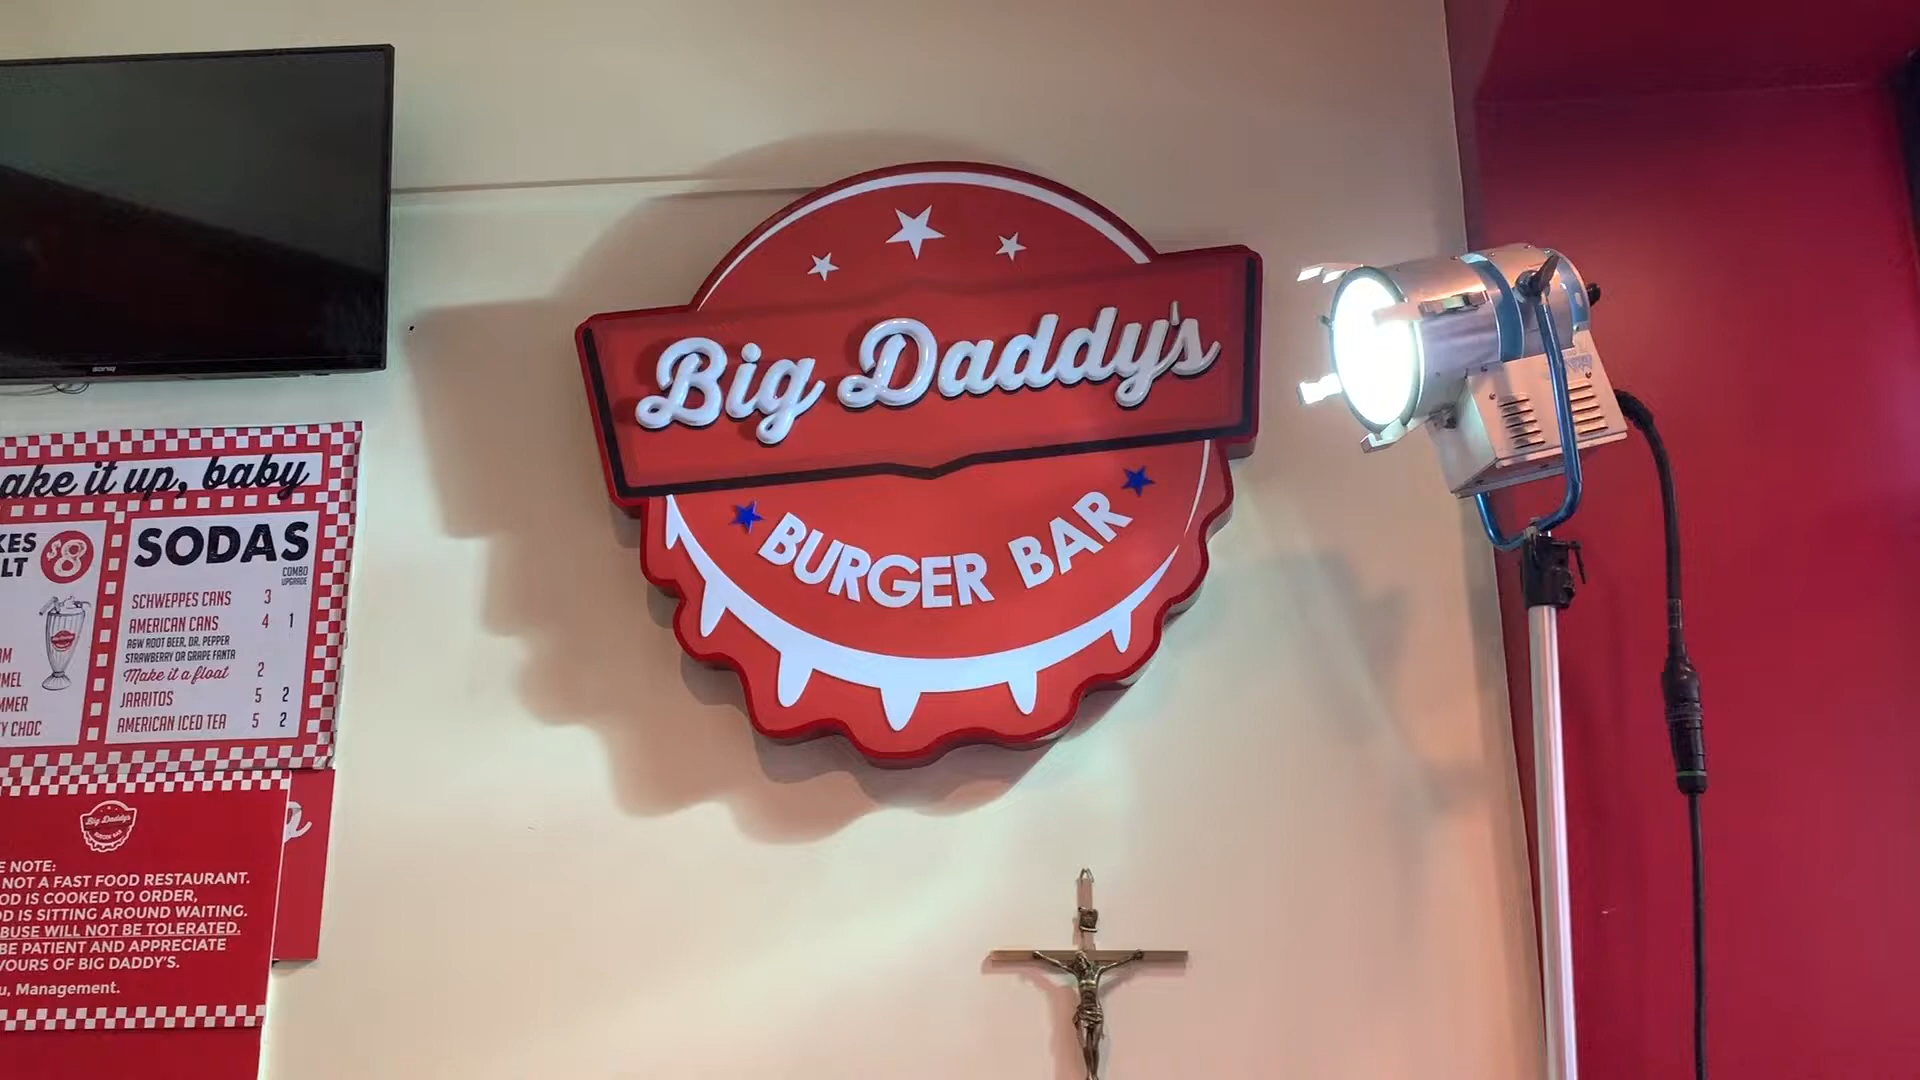 Big Daddy's
BURGER BAR
soniq
ake it up, baby
KES
LT
$8
SODAS
COMBO
UPGRADE
SCHWEPPES CANS 3
AMERICAN CANS 4 1
A&W ROOT BEER, DR. PEPPER
STRAWBERRY OR GRAPE FANTA
Make it a float 2
JARRITOS 5 2
AMERICAN ICED TEA 5 2
AM
MEL
MMER
Y CHOC
Big Daddy's
BURGER BAR
E NOTE:
NOT A FAST FOOD RESTAURANT.
OD IS COOKED TO ORDER,
OD IS SITTING AROUND WAITING.
BUSE WILL NOT BE TOLERATED.
BE PATIENT AND APPRECIATE
VOURS OF BIG DADDY'S.
u, Management.